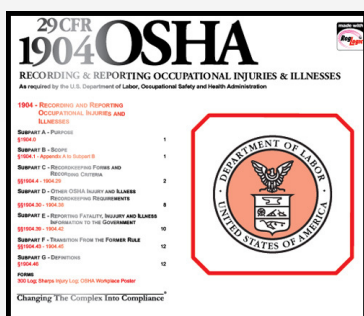 29 CFR
1904 OSHA
made with
RegLogic
RECORDING & REPORTING OCCUPATIONAL INJURIES & ILLNESSES
As required by the U.S. Department of Labor, Occupational Safety and Health Administration
1904 - RECORDING AND REPORTING
OCCUPATIONAL INJURIES AND
ILLNESSES
SUBPART A - PURPOSE
§1904.0 1
SUBPART B - SCOPE
§1904.1 - Appendix A to Subpart B 1
SUBPART C - RECORDKEEPING FORMS AND
RECORDING CRITERIA
§1904.4 - 1904.29 2
SUBPART D - OTHER OSHA INJURY AND ILLNESS
RECORDKEEPING REQUIREMENTS
§1904.30 - 1904.38 8
SUBPART E - REPORTING FATALITY, INJUURY AND ILLNESS
INFORMATION TO THE GOVERNMENT
§1904.39 - 1904.42 10
SUBPART F - TRANSITION FROM THE FORMER RULE
§1904.43 - 1904.45 12
SUBPART G - DEFINITIONS
§1904.46 12
FORMS
300 Log; Sharps Injury Log; OSHA Workplace Poster
Changing The Complex Into Compliance®
DEPARTMENT OF LABOR
UNITED STATES OF AMERICA